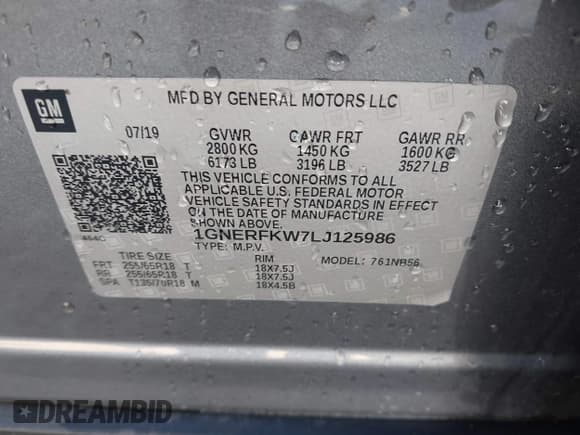 GM
MFD BY GENERAL MOTORS LLC
07/19 GVWR GAWR FRT GAWR RR
2800 KG 1450 KG 1600 KG
6173 LB 3196 LB 3527 LB
THIS VEHICLE CONFORMS TO ALL
APPLICABLE U.S. FEDERAL MOTOR
VEHICLE SAFETY STANDARDS IN EFFECT
ON THE DATE OF MANUFACTURE
SHOWN ABOVE.
1GNERFKW7LJ125986
TYPE: M.P.V. MODEL: 761NB56
TIRE SIZE RIM
FRT 255/65R18 T 18X7.5J
RR 255/65R18 T 18X7.5J
SPA T135/70R18 M 18X4.5B
DREAMBID